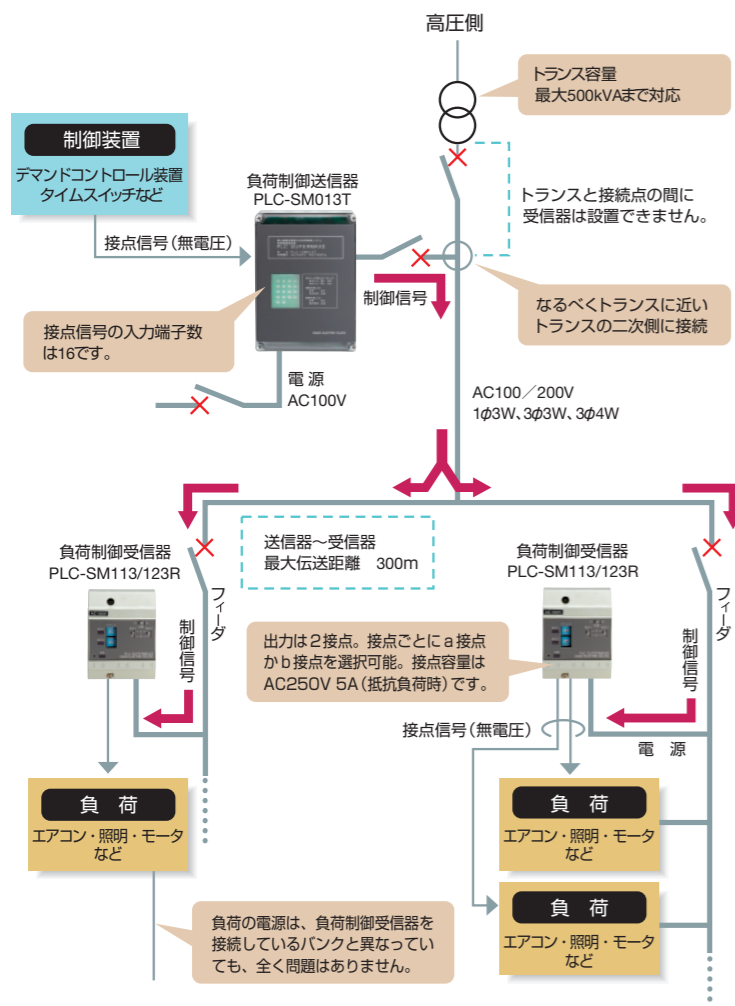 高圧側
トランス容量
最大500kVAまで対応
制御装置
デマンドコントロール装置
タイムスイッチなど
負荷制御送信器
PLC-SM013T
トランスと接続点の間に
受信器は設置できません。
接点信号（無電圧）
制御信号
なるべくトランスに近い
トランスの二次側に接続
接点信号の入力端子数
は16です。
電 源
AC100V
AC100／200V
1φ3W、3φ3W、3φ4W
送信器～受信器
最大伝送距離　300m
負荷制御受信器
PLC-SM113/123R
フィーダ
制御信号
負荷制御受信器
PLC-SM113/123R
フィーダ
制御信号
出力は２接点。接点ごとにａ接点
かｂ接点を選択可能。接点容量は
AC250V 5A（抵抗負荷時）です。
接点信号（無電圧）
電 源
負 荷
エアコン・照明・モータ
など
負 荷
エアコン・照明・モータ
など
負 荷
エアコン・照明・モータ
など
負荷の電源は、負荷制御受信器を
接続しているバンクと異なってい
ても、全く問題はありません。